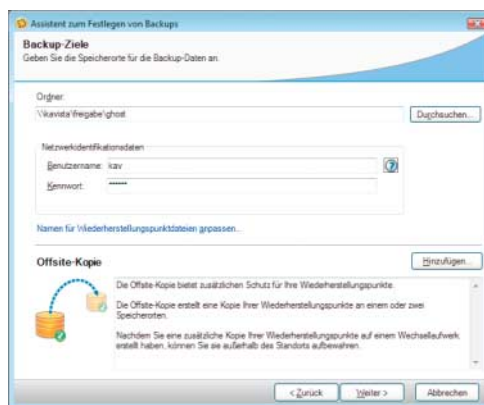 Assistent zum Festlegen von Backups
Backup-Ziele
Geben Sie die Speicherorte für die Backup-Daten an.
Ordner:
\\kavista\freigabe\ghost
Durchsuchen...
Netzwerkidentifikationsdaten
Benutzername: kav
Kennwort: ••••••
Namen für Wiederherstellungspunktdateien anpassen...
Offsite-Kopie
Hinzufügen...
Die Offsite-Kopie bietet zusätzlichen Schutz für Ihre Wiederherstellungspunkte.
Die Offsite-Kopie erstellt eine Kopie Ihrer Wiederherstellungspunkte an einem oder zwei
Speicherorten.
Nachdem Sie eine zusätzliche Kopie Ihrer Wiederherstellungspunkte auf einem Wechsellaufwerk
erstellt haben, können Sie sie außerhalb des Standorts aufbewahren.
< Zurück
Weiter >
Abbrechen